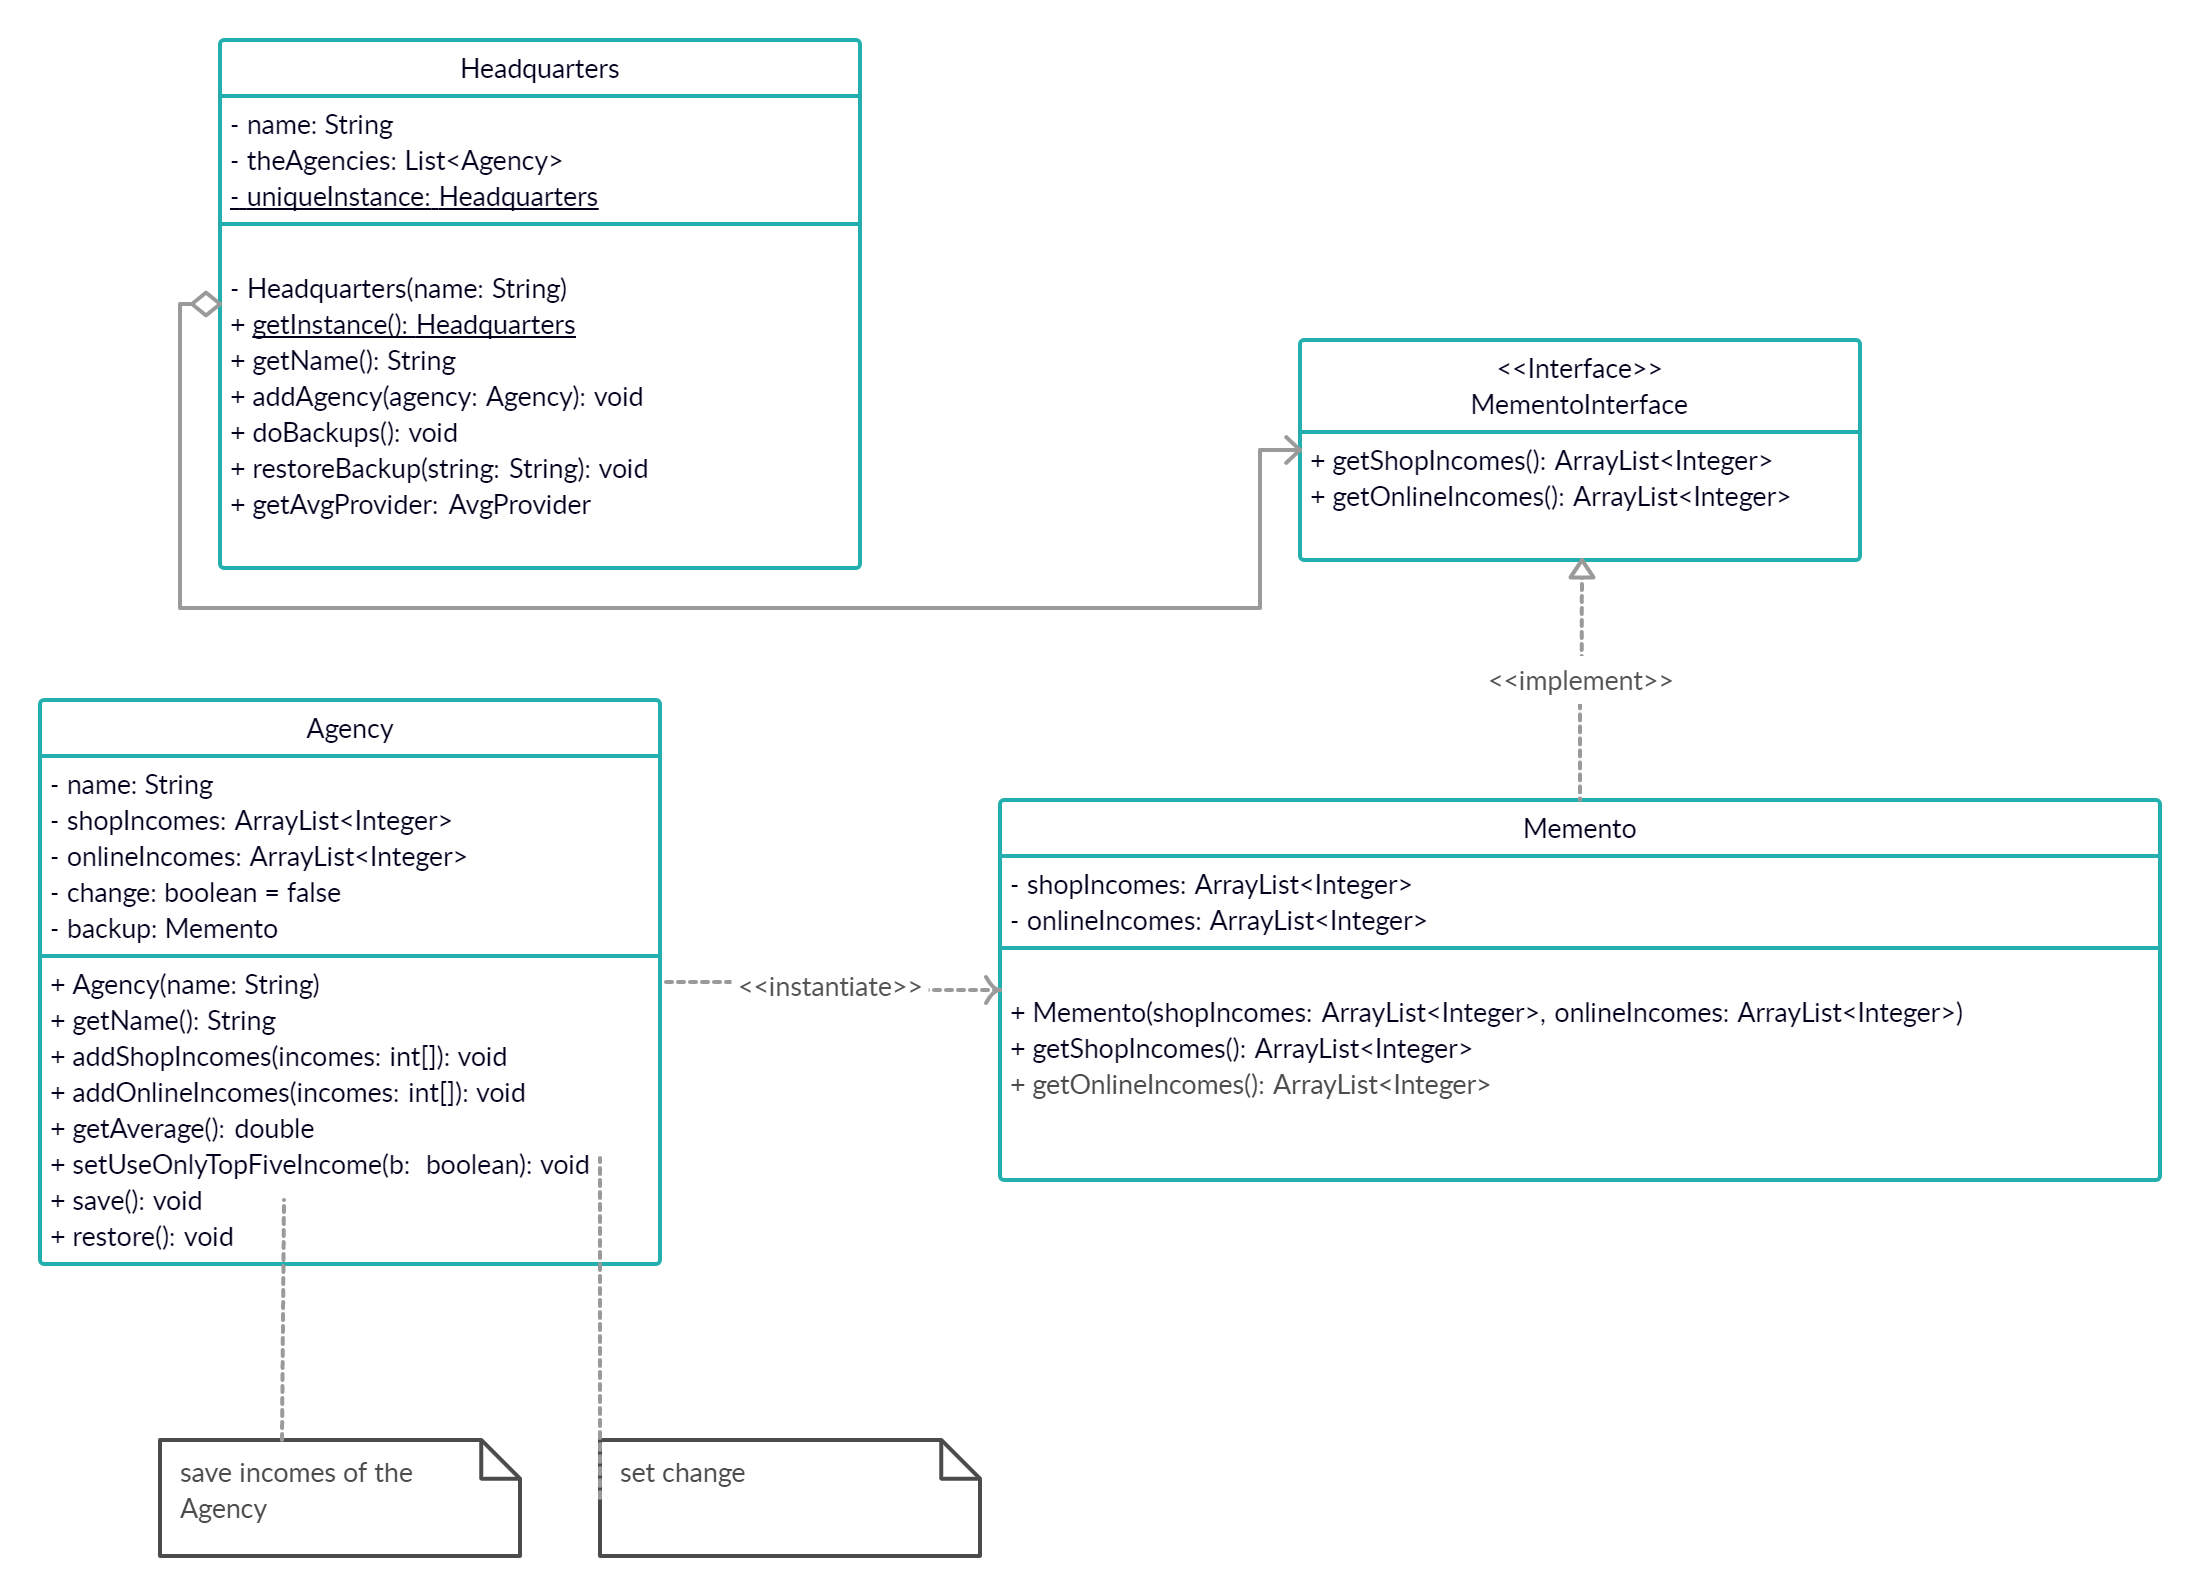 Headquarters
- name: String
- theAgencies: List<Agency>
- uniqueInstance: Headquarters
- Headquarters(name: String)
+ getInstance(): Headquarters
+ getName(): String
+ addAgency(agency: Agency): void
+ doBackups(): void
+ restoreBackup(string: String): void
+ getAvgProvider: AvgProvider
<<Interface>>
MementoInterface
+ getShopIncomes(): ArrayList<Integer>
+ getOnlineIncomes(): ArrayList<Integer>
<<implement>>
Agency
- name: String
- shopIncomes: ArrayList<Integer>
- onlineIncomes: ArrayList<Integer>
- change: boolean = false
- backup: Memento
+ Agency(name: String)
+ getName(): String
+ addShopIncomes(incomes: int[]): void
+ addOnlineIncomes(incomes: int[]): void
+ getAverage(): double
+ setUseOnlyTopFiveIncome(b: boolean): void
+ save(): void
+ restore(): void
<<instantiate>>
Memento
- shopIncomes: ArrayList<Integer>
- onlineIncomes: ArrayList<Integer>
+ Memento(shopIncomes: ArrayList<Integer>, onlineIncomes: ArrayList<Integer>)
+ getShopIncomes(): ArrayList<Integer>
+ getOnlineIncomes(): ArrayList<Integer>
save incomes of the
Agency
set change